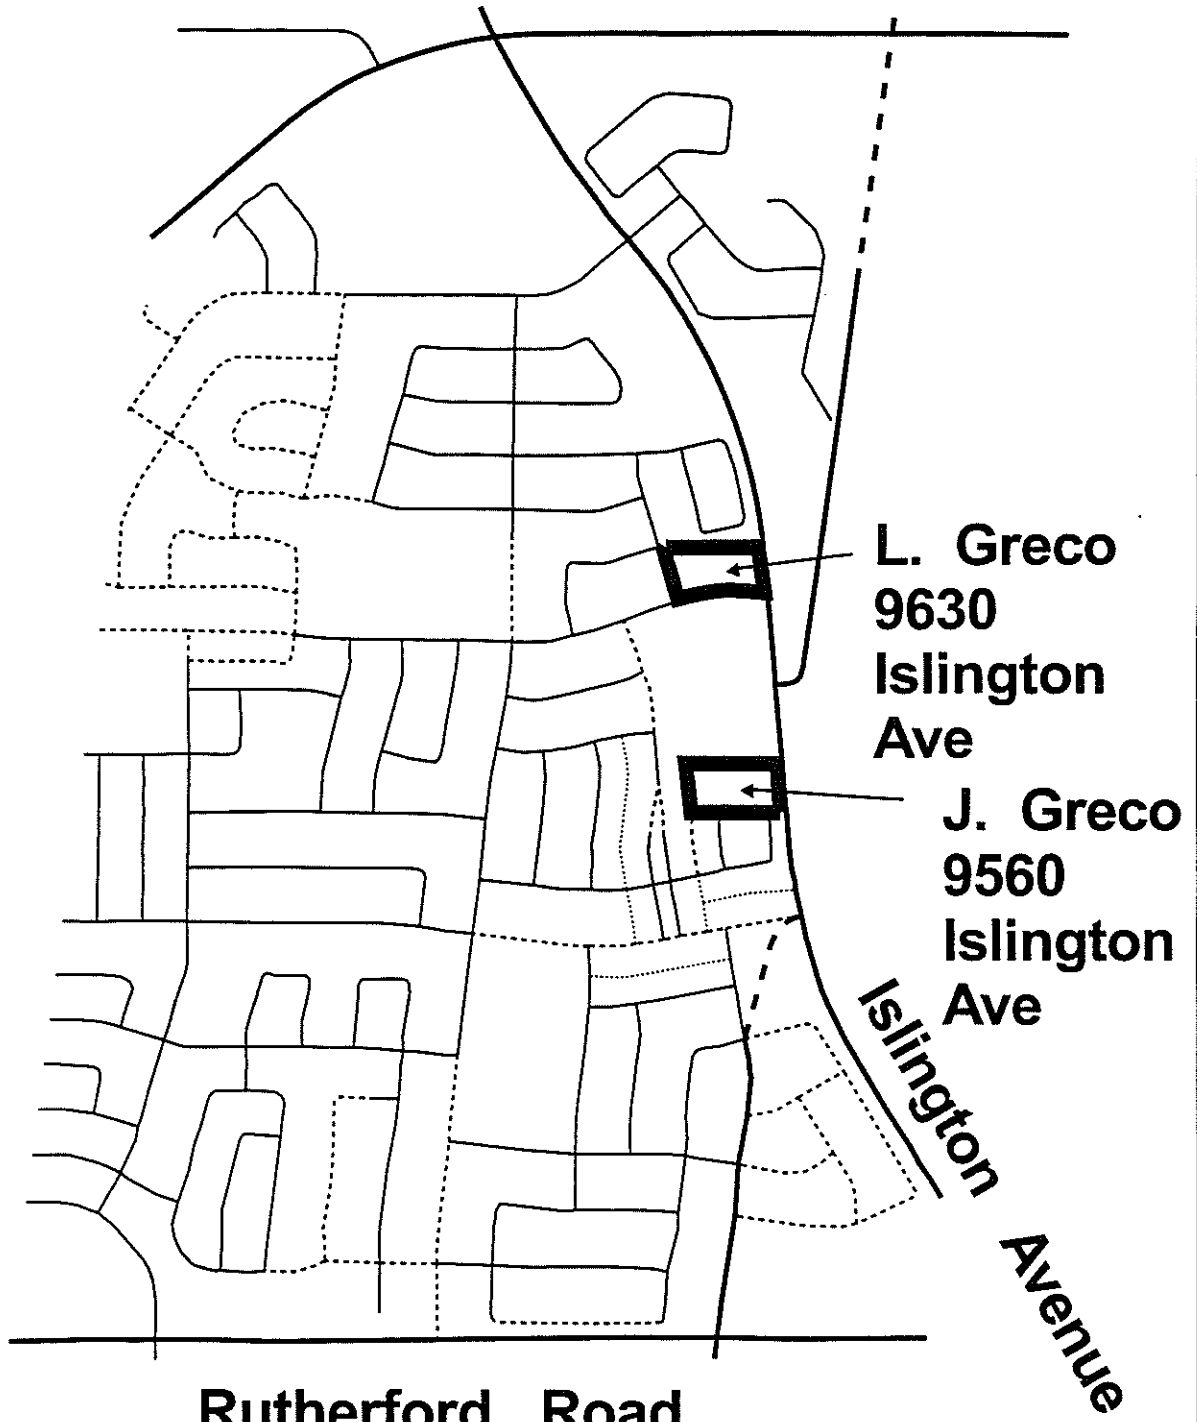 L. Greco
9630
Islington
Ave
J. Greco
9560
Islington
Ave
Islington Avenue
Rutherford Road